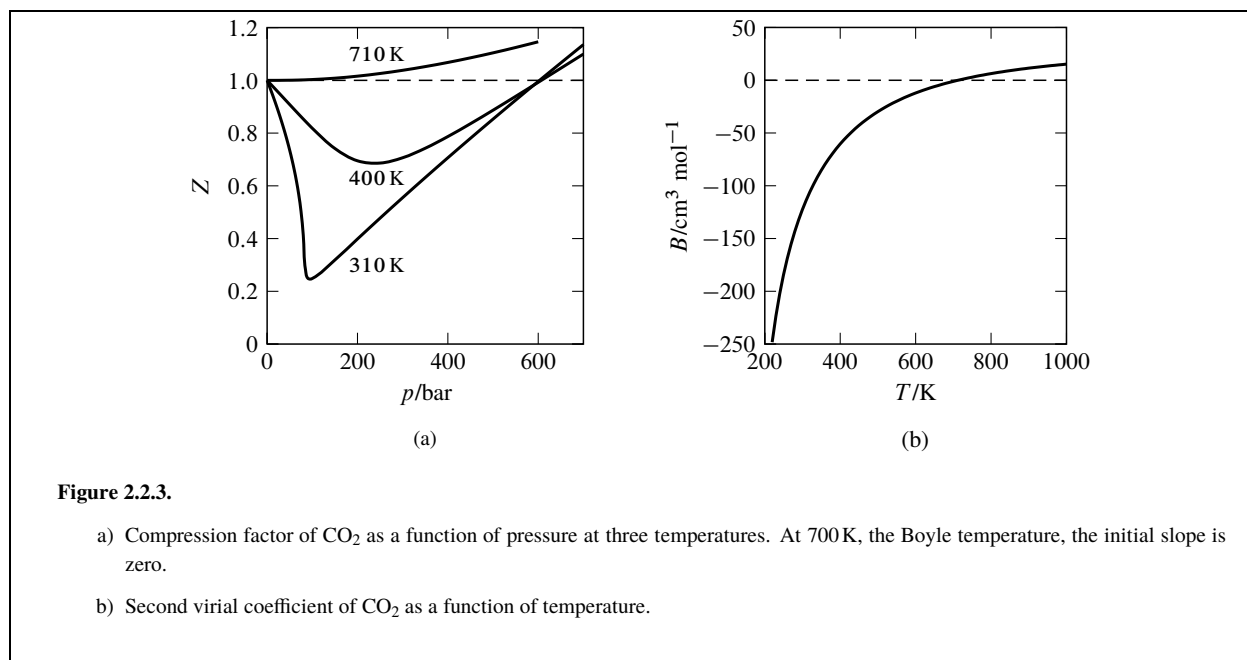 1.2
1.0
0.8
0.6
0.4
0.2
0
Z
710 K
400 K
310 K
0 200 400 600
p/bar
(a)
50
0
−50
−100
−150
−200
−250
B/cm³ mol⁻¹
200 400 600 800 1000
T/K
(b)
Figure 2.2.3.
a) Compression factor of CO₂ as a function of pressure at three temperatures. At 700 K, the Boyle temperature, the initial slope is
zero.
b) Second virial coefficient of CO₂ as a function of temperature.